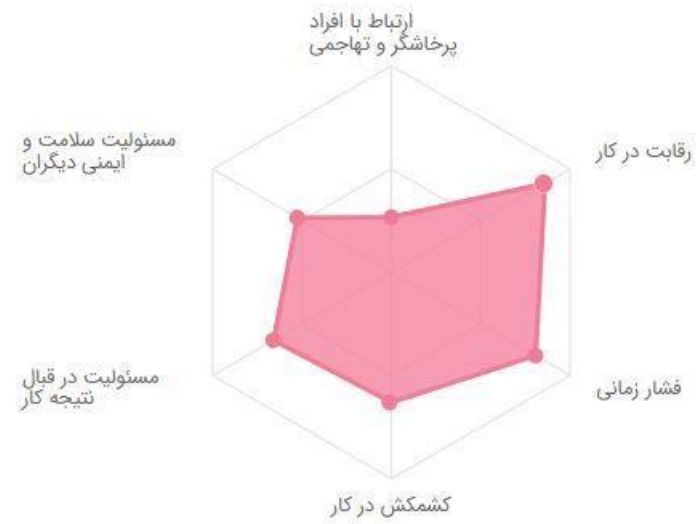 ارتباط با افراد
پرخاشگر و تهاجمی
رقابت در کار
فشار زمانی
کشمکش در کار
مسئولیت در قبال
نتیجه کار
مسئولیت سلامت و
ایمنی دیگران